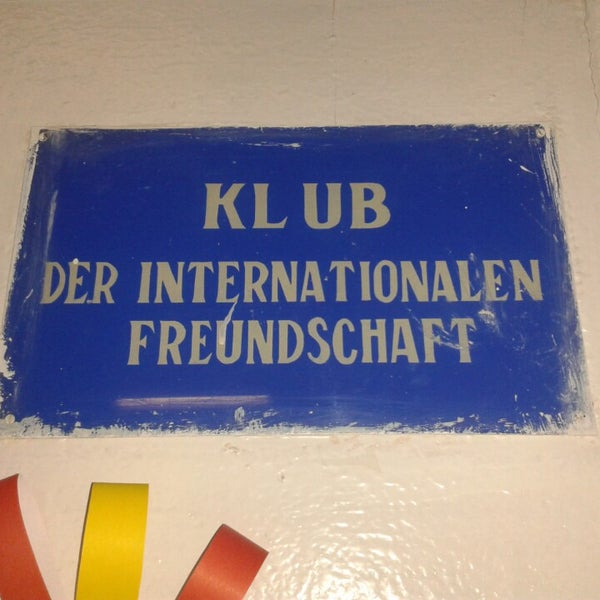 KLUB
DER INTERNATIONALEN
FREUNDSCHAFT